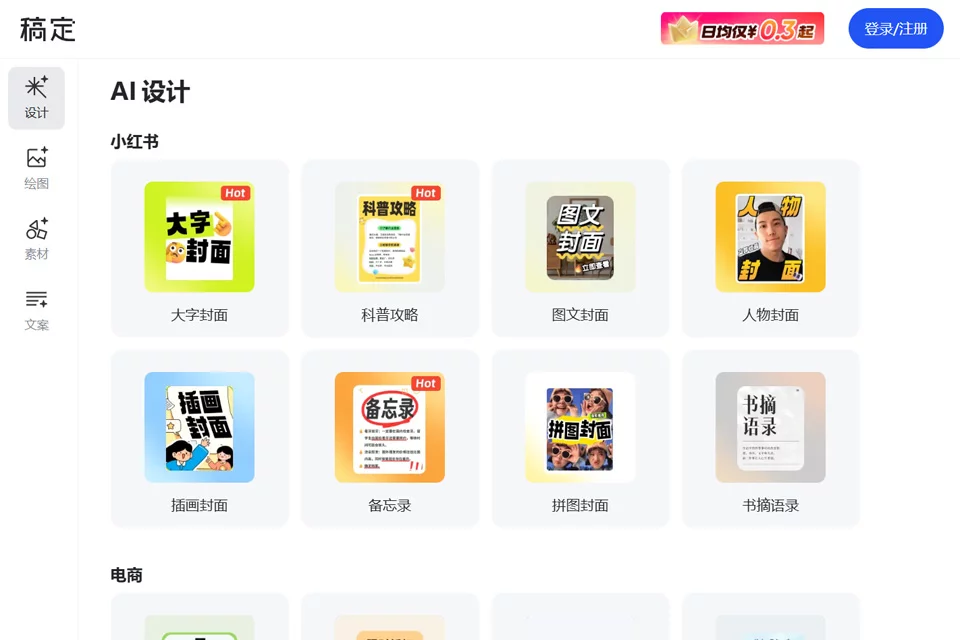 稿定
日均仅¥0.3起
登录/注册
设计
绘图
素材
文案
AI 设计
小红书
Hot
大字
封面
大字封面
Hot
科普攻略
科普攻略
图文
封面
立即查看
图文封面
人物
封面
人物封面
插画
封面
插画封面
Hot
备忘录
备忘录
拼图封面
拼图封面
书摘
语录
书摘语录
电商